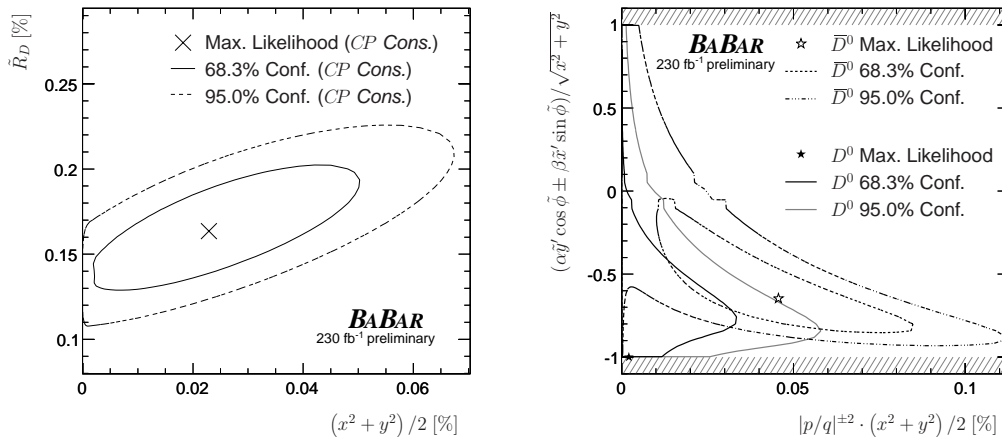 R̃_D [%]
0.25
0.2
0.15
0.1
0
0.02
0.04
0.06
(x² + y²) /2 [%]
Max. Likelihood (CP Cons.)
68.3% Conf. (CP Cons.)
95.0% Conf. (CP Cons.)
BABAR
230 fb⁻¹ preliminary
(αỹ′ cos φ̃ ± βx̃′ sin φ̃) / √x² + y²
1
0.5
0
-0.5
-1
0
0.05
0.1
|p/q|^±2 · (x² + y²) /2 [%]
BABAR
230 fb⁻¹ preliminary
D̅⁰ Max. Likelihood
D̅⁰ 68.3% Conf.
D̅⁰ 95.0% Conf.
D⁰ Max. Likelihood
D⁰ 68.3% Conf.
D⁰ 95.0% Conf.